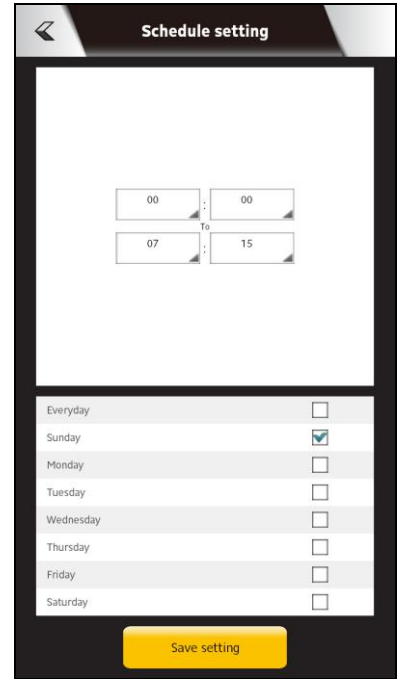 Schedule setting
00 : 00
To
07 : 15
Everyday
Sunday
Monday
Tuesday
Wednesday
Thursday
Friday
Saturday
Save setting